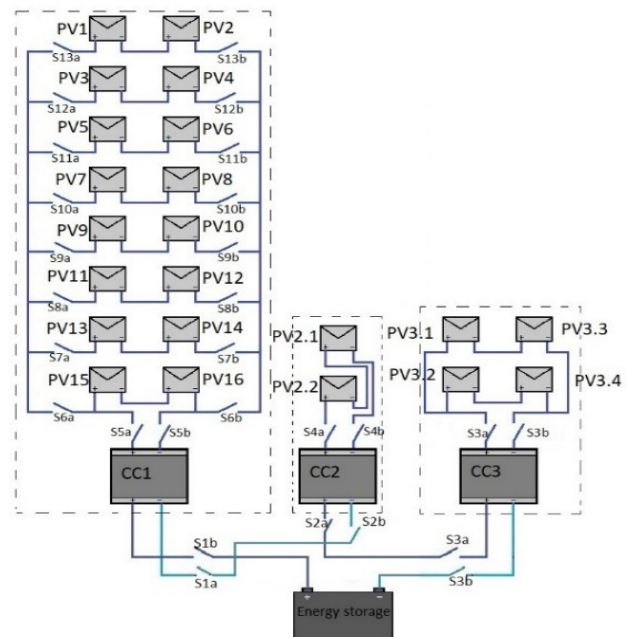 PV1 PV2
S13a S13b
PV3 PV4
S12a S12b
PV5 PV6
S11a S11b
PV7 PV8
S10a S10b
PV9 PV10
S9a S9b
PV11 PV12
S8a S8b
PV13 PV14
S7a S7b
PV15 PV16
S6a S6b
S5a S5b
CC1
PV2.1
PV2.2
S4a S4b
CC2
S2a S2b
PV3.1 PV3.3
PV3.2 PV3.4
S3a S3b
CC3
S1b
S1a
S3a
S3b
+ -
Energy storage